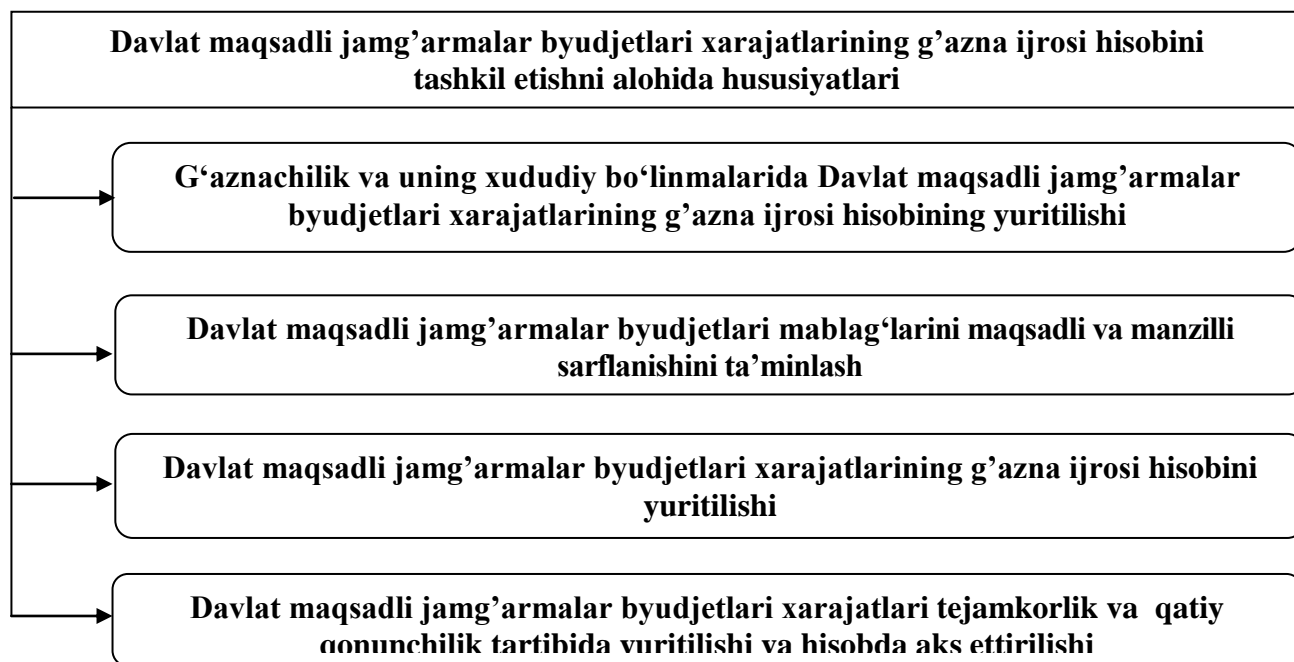 Davlat maqsadli jamg’armalar byudjetlari xarajatlarining g’azna ijrosi hisobini
tashkil etishni alohida hususiyatlari
G‘aznachilik va uning xududiy bo‘linmalarida Davlat maqsadli jamg’armalar
byudjetlari xarajatlarining g’azna ijrosi hisobining yuritilishi
Davlat maqsadli jamg’armalar byudjetlari mablag‘larini maqsadli va manzilli
sarflanishini ta’minlash
Davlat maqsadli jamg’armalar byudjetlari xarajatlarining g’azna ijrosi hisobini
yuritilishi
Davlat maqsadli jamg’armalar byudjetlari xarajatlari tejamkorlik va qatiy
qonunchilik tartibida yuritilishi va hisobda aks ettirilishi